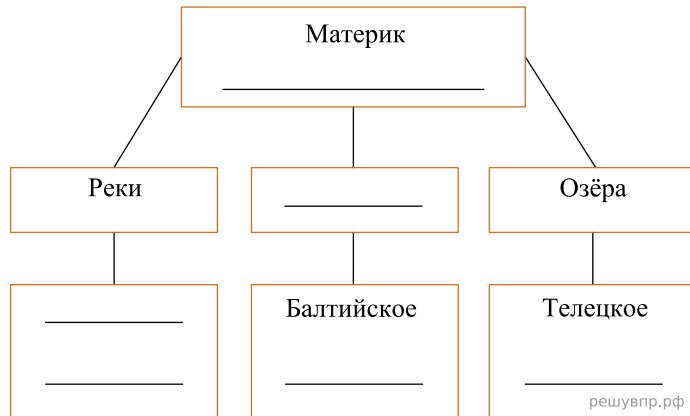 Материк
Реки
Озёра
Балтийское
Телецкое
решувпр.рф